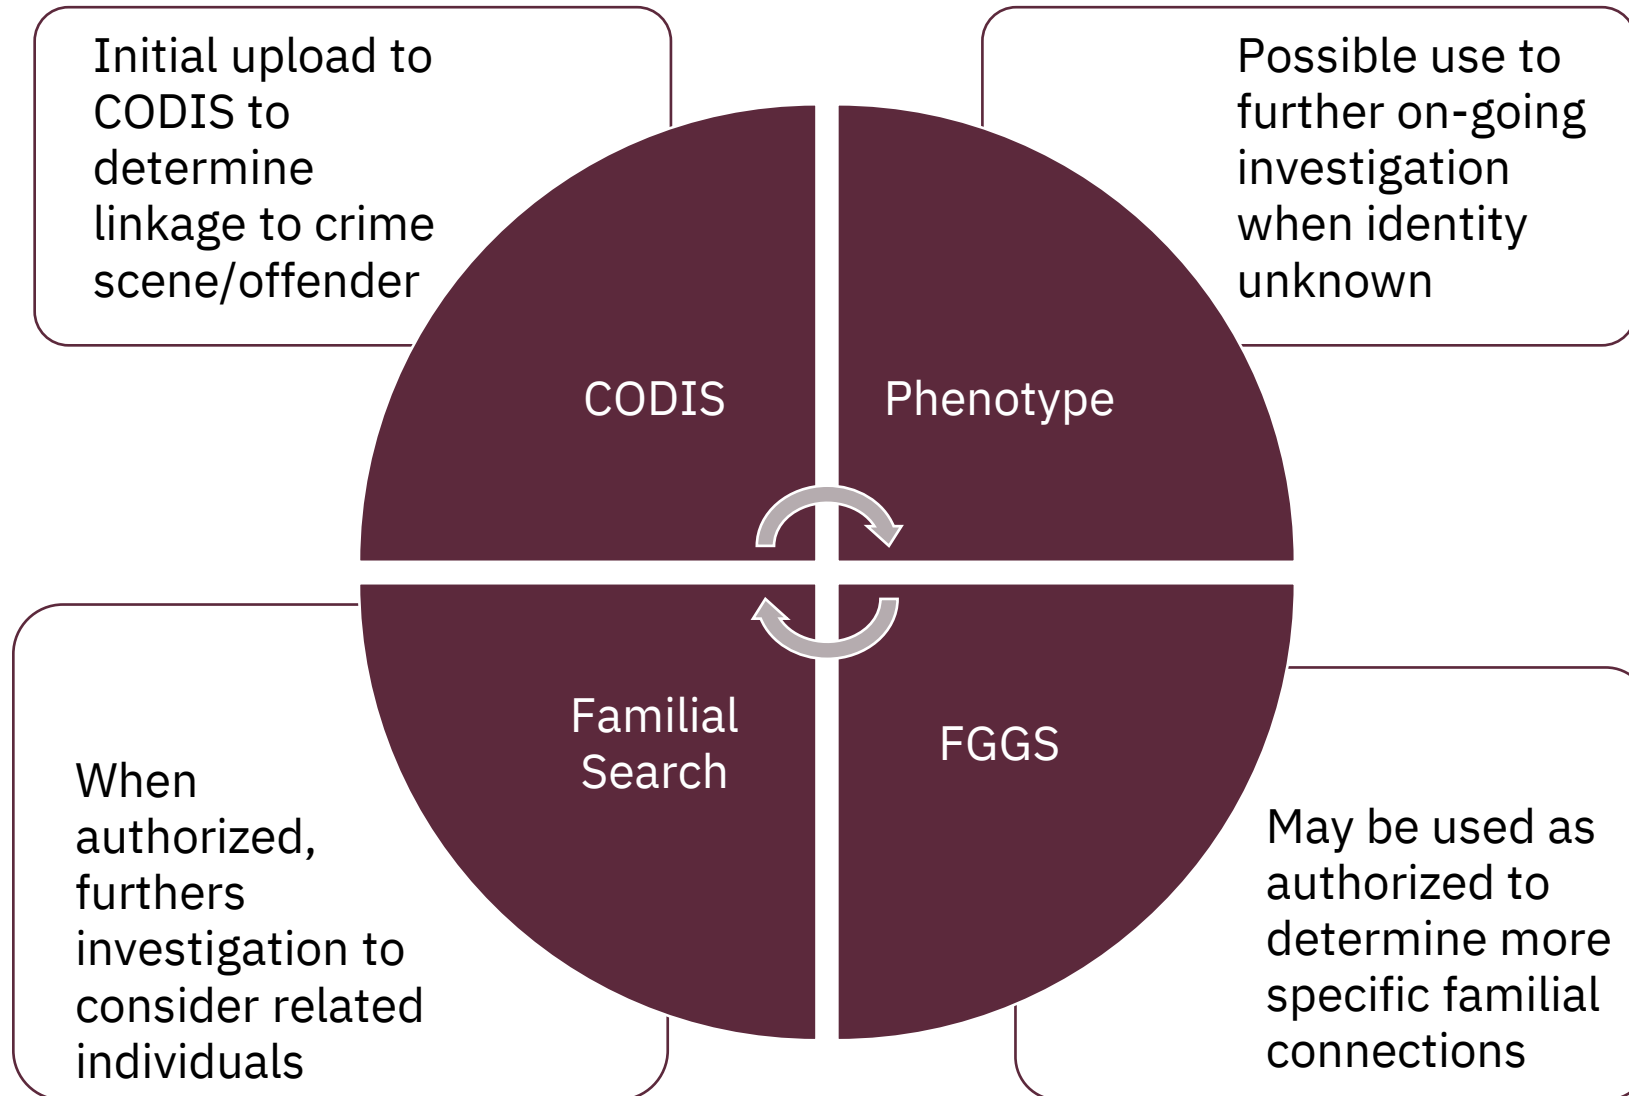 Initial upload to
CODIS to
determine
linkage to crime
scene/offender
Possible use to
further on-going
investigation
when identity
unknown
CODIS
Phenotype
Familial
Search
FGGS
When
authorized,
furthers
investigation to
consider related
individuals
May be used as
authorized to
determine more
specific familial
connections